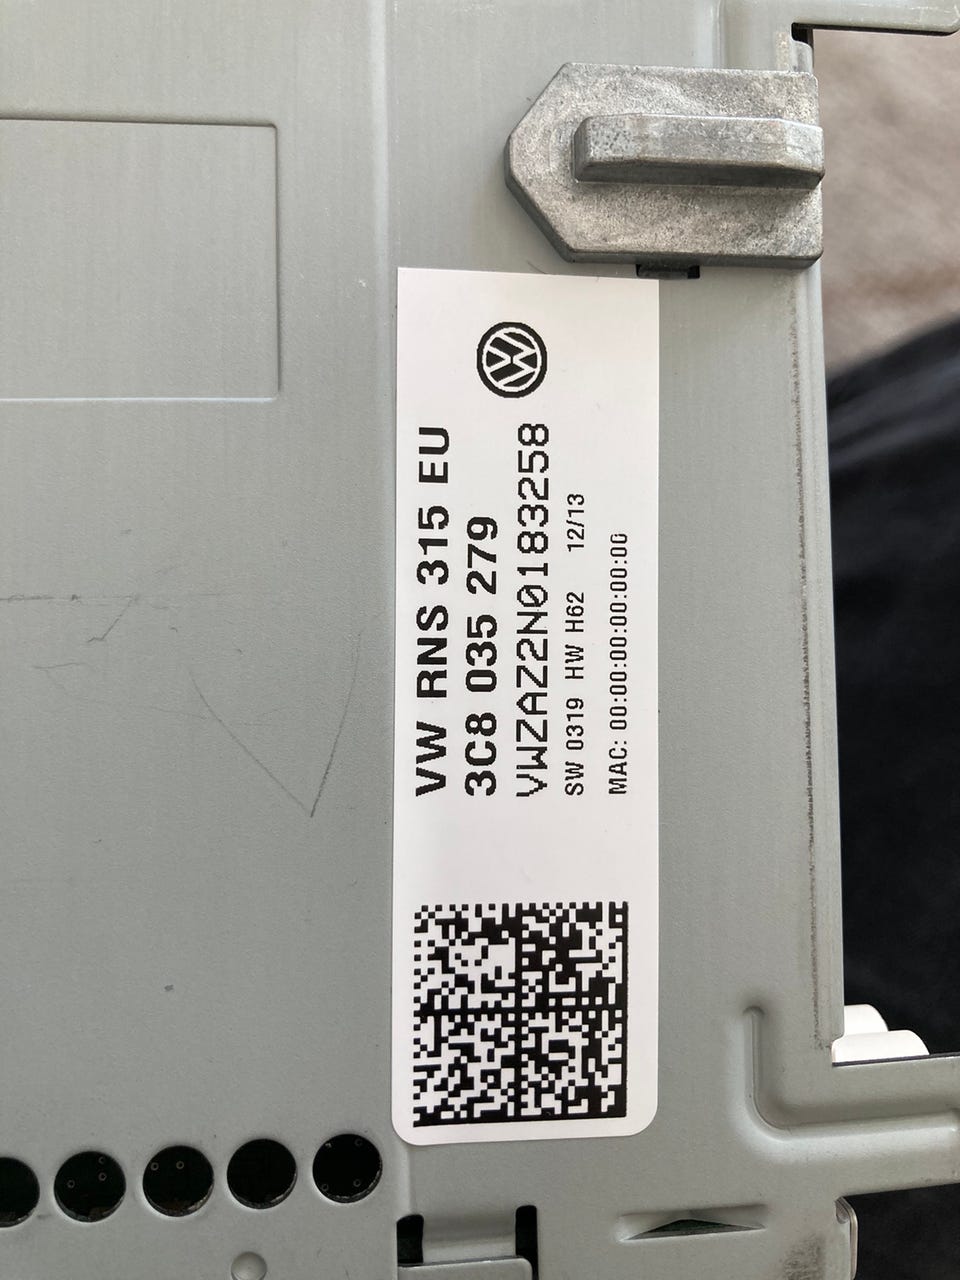 VW RNS 315 EU
3C8 035 279
VWZAZ2N0183258
SW 0319 HW H62 12/13
MAC: 00:00:00:00:00:00